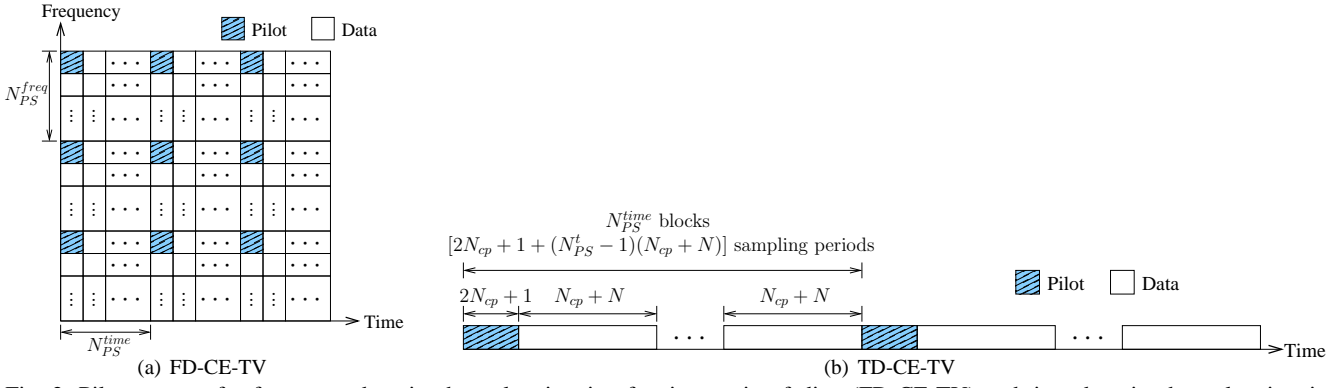 Frequency
Pilot Data
N_{PS}^{freq}
Time
N_{PS}^{time}
(a) FD-CE-TV
N_{PS}^{time} blocks
[2N_{cp} + 1 + (N_{PS}^{t} − 1)(N_{cp} + N)] sampling periods
Pilot Data
2N_{cp} + 1 N_{cp} + N N_{cp} + N
Time
(b) TD-CE-TV